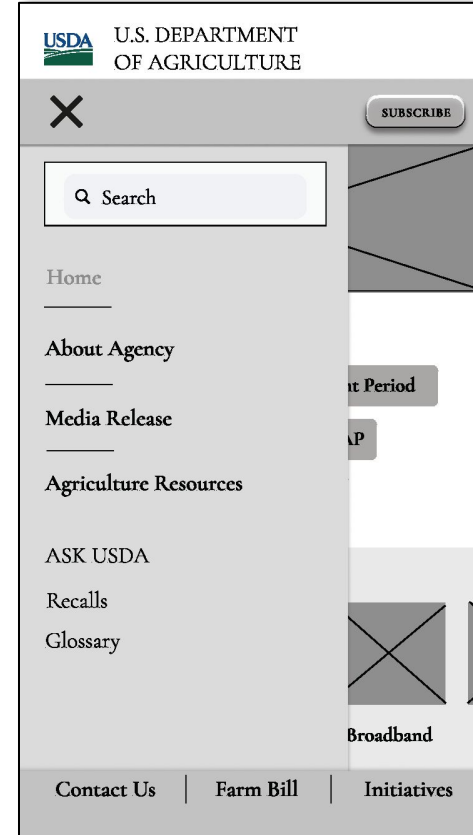 USDA
U.S. DEPARTMENT
OF AGRICULTURE
SUBSCRIBE
Search
Home
About Agency
Media Release
Agriculture Resources
ASK USDA
Recalls
Glossary
Period
Broadband
Contact Us
Farm Bill
Initiatives